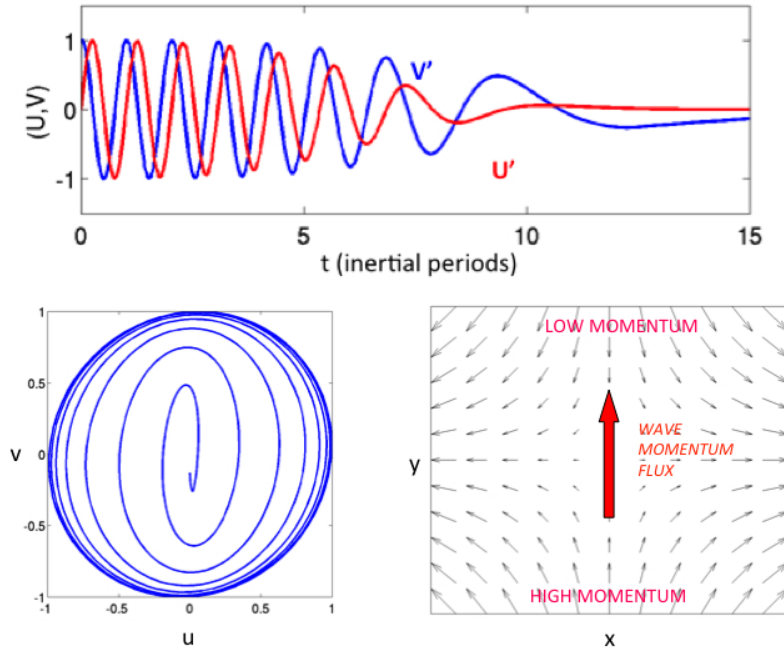 (U,V)
1
0
-1
V'
U'
0
5
10
15
t (inertial periods)
1
0.5
v
0
-0.5
-1
-1
-0.5
0
0.5
1
u
LOW MOMENTUM
WAVE
MOMENTUM
FLUX
y
HIGH MOMENTUM
x